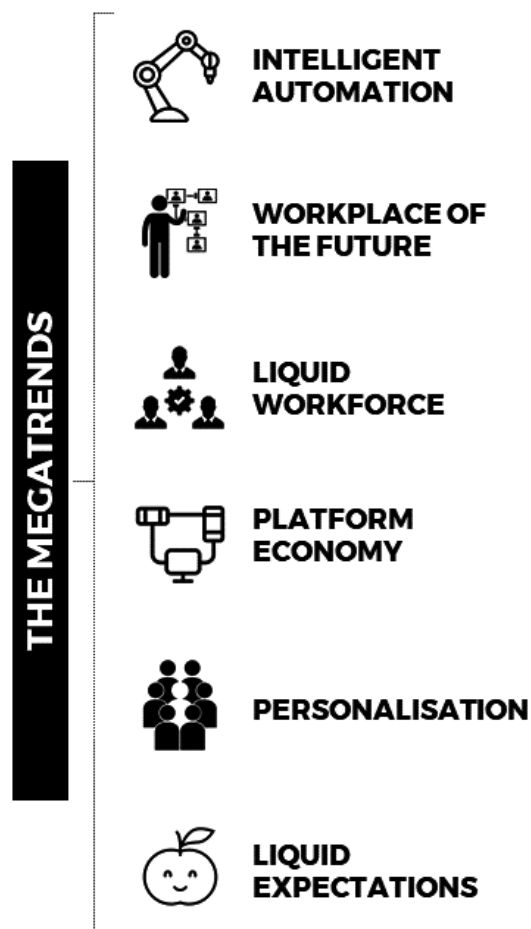 THE MEGATRENDS
INTELLIGENT
AUTOMATION
WORKPLACE OF
THE FUTURE
LIQUID
WORKFORCE
PLATFORM
ECONOMY
PERSONALISATION
LIQUID
EXPECTATIONS